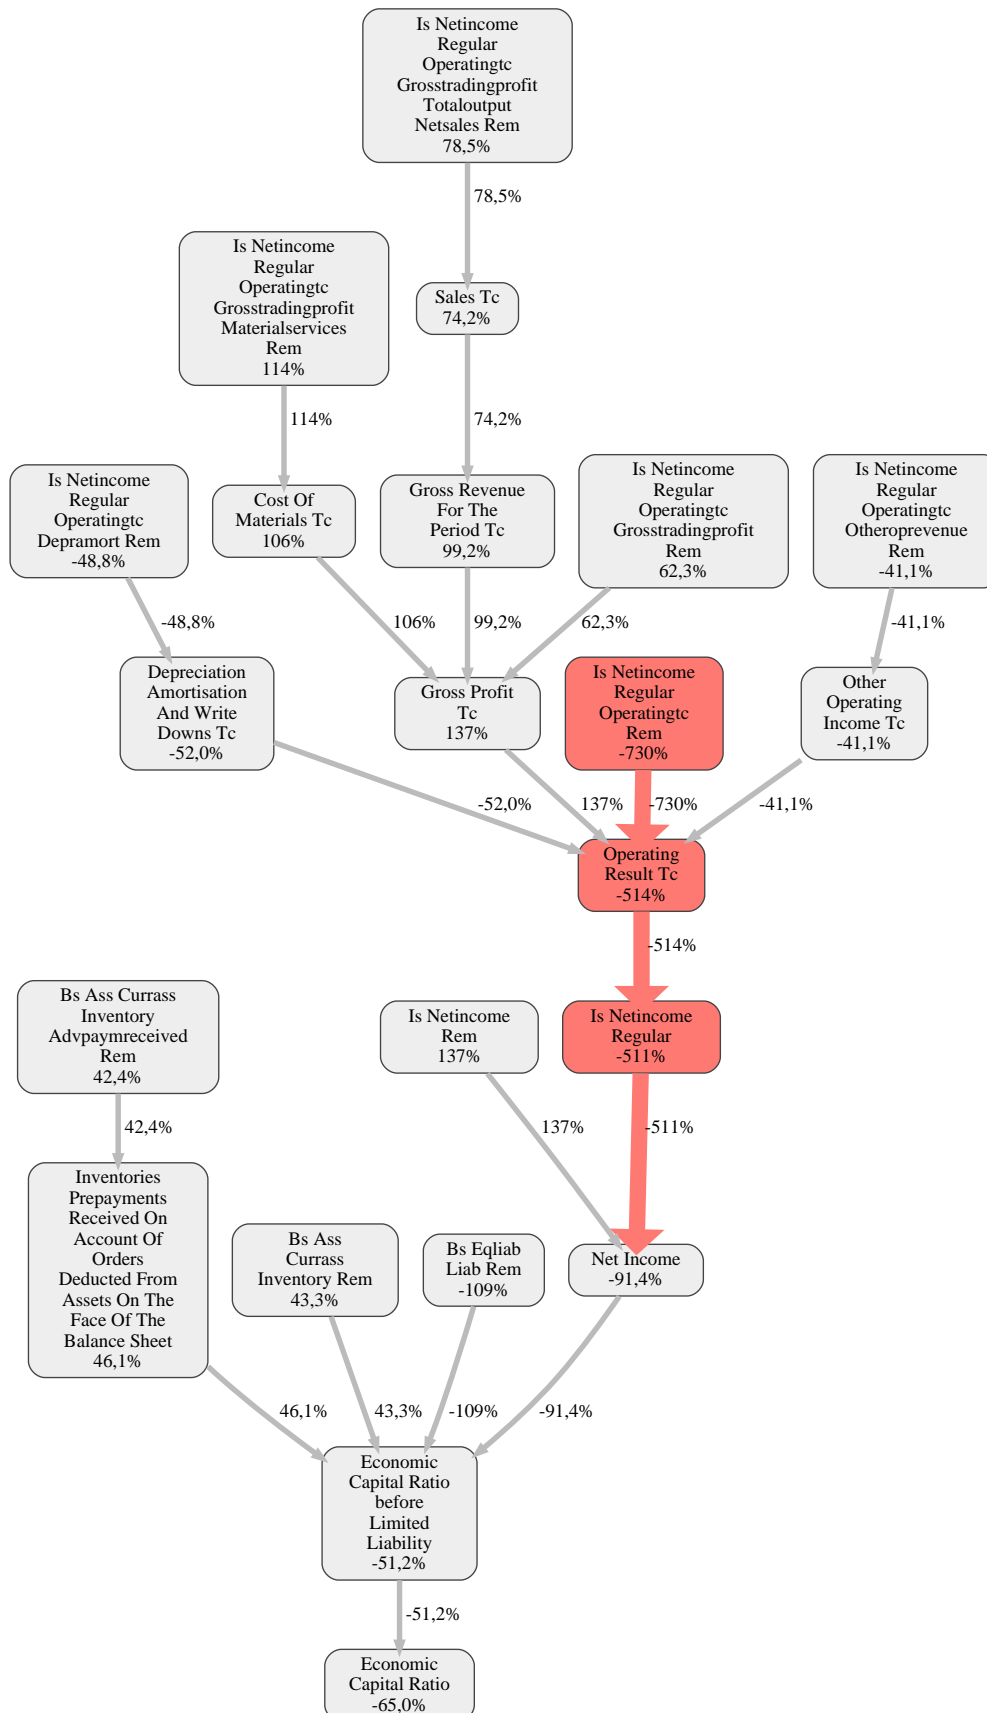 Is Netincome
Regular
Operatingtc
Grosstradingprofit
Totaloutput
Netsales Rem
78,5%
78,5%
Is Netincome
Regular
Operatingtc
Grosstradingprofit
Materialservices
Rem
114%
Sales Tc
74,2%
114%
74,2%
Is Netincome
Regular
Operatingtc
Depramort Rem
-48,8%
Cost Of
Materials Tc
106%
Gross Revenue
For The
Period Tc
99,2%
Is Netincome
Regular
Operatingtc
Grosstradingprofit
Rem
62,3%
Is Netincome
Regular
Operatingtc
Otheroprevenue
Rem
-41,1%
-48,8%
106%
99,2%
62,3%
-41,1%
Depreciation
Amortisation
And Write
Downs Tc
-52,0%
Gross Profit
Tc
137%
Is Netincome
Regular
Operatingtc
Rem
-730%
Other
Operating
Income Tc
-41,1%
-52,0%
137%
-730%
-41,1%
Operating
Result Tc
-514%
-514%
Bs Ass Currass
Inventory
Advpaymreceived
Rem
42,4%
Is Netincome
Rem
137%
Is Netincome
Regular
-511%
42,4%
137%
-511%
Inventories
Prepayments
Received On
Account Of
Orders
Deducted From
Assets On The
Face Of The
Balance Sheet
46,1%
Bs Ass
Currass
Inventory Rem
43,3%
Bs Eqliab
Liab Rem
-109%
Net Income
-91,4%
46,1%
43,3%
-109%
-91,4%
Economic
Capital Ratio
before
Limited
Liability
-51,2%
-51,2%
Economic
Capital Ratio
-65,0%